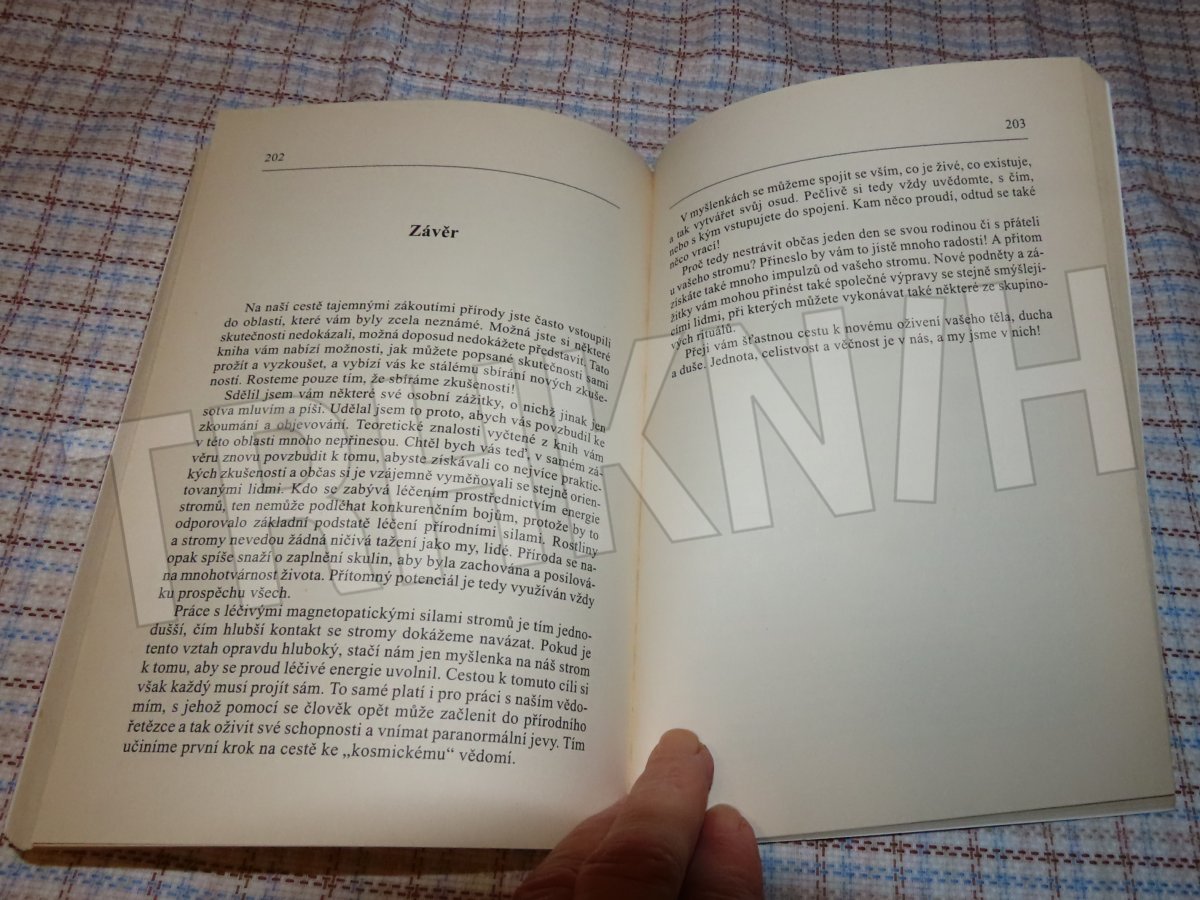 202
Závěr
Na naší cestě tajemnými zákoutími přírody jste často vstoupili
do oblastí, které vám byly zcela neznámé. Možná jste si některé
skutečnosti nedokázali, možná doposud nedokážete představit. Tato
kniha vám nabízí možnosti, jak můžete popsané skutečnosti sami
prožít a vyzkoušet, a vybízí vás ke stálému sbírání nových zkuše-
ností. Rosteme pouze tím, že sbíráme zkušenosti!
Sdělil jsem vám některé své osobní zážitky, o nichž jinak jen
sotva mluvím a píši. Udělal jsem to proto, abych vás povzbudil ke
zkoumání a objevování. Teoretické znalosti vyčtené z knih vám
v této oblasti mnoho nepřinesou. Chtěl bych vás teď, v samém zá-
věru znovu povzbudit k tomu, abyste získávali co nejvíce praktic-
kých zkušeností a občas si je vzájemně vyměňovali se stejně orien-
tovanými lidmi. Kdo se zabývá léčením prostřednictvím energie
stromů, ten nemůže podléhat konkurenčním bojům, protože by to
odporovalo základní podstatě léčení přírodními silami. Rostliny
a stromy nevedou žádná ničivá tažení jako my, lidé. Příroda se na-
opak spíše snaží o zaplnění skulin, aby byla zachována a posilová-
na mnohotvárnost života. Přítomný potenciál je tedy využíván vždy
ku prospěchu všech.
Práce s léčivými magnetopatickými silami stromů je tím jedno-
dušší, čím hlubší kontakt se stromy dokážeme navázat. Pokud je
tento vztah opravdu hluboký, stačí nám jen myšlenka na náš strom
k tomu, aby se proud léčivé energie uvolnil. Cestou k tomuto cíli si
však každý musí projít sám. To samé platí i pro práci s naším vědo-
mím, s jehož pomocí se člověk opět může začlenit do přírodního
řetězce a tak oživit své schopnosti a vnímat paranormální jevy. Tím
učiníme první krok na cestě ke „kosmickému“ vědomí.
203
V myšlenkách se můžeme spojit se vším, co je živé, co existuje,
a tak vytvářet svůj osud. Pečlivě si tedy vždy uvědomte, s čím,
nebo s kým vstupujete do spojení. Kam něco proudí, odtud se také
něco vrací!
Proč tedy nestrávit občas jeden den se svou rodinou či s přáteli
u vašeho stromu? Přineslo by vám to jistě mnoho radosti! A přitom
získáte také mnoho impulzů od vašeho stromu. Nové podněty a zá-
žitky vám mohou přinést také společné výpravy se stejně smýšlejí-
cími lidmi, při kterých můžete vykonávat také některé ze skupino-
vých rituálů.
Přeji vám šťastnou cestu k novému oživení vašeho těla, ducha
a duše. Jednota, celistvost a věčnost je v nás, a my jsme v nich!